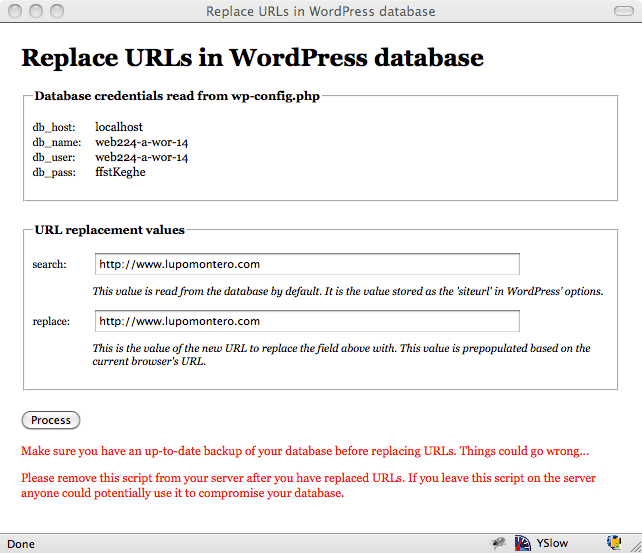 Replace URLs in WordPress database
Replace URLs in WordPress database
Database credentials read from wp-config.php
db_host: localhost
db_name: web224-a-wor-14
db_user: web224-a-wor-14
db_pass: ffstKeghe
URL replacement values
search: http://www.lupomontero.com
This value is read from the database by default. It is the value stored as the 'siteurl' in WordPress' options.
replace: http://www.lupomontero.com
This is the value of the new URL to replace the field above with. This value is prepopulated based on the
current browser's URL.
Process
Make sure you have an up-to-date backup of your database before replacing URLs. Things could go wrong...
Please remove this script from your server after you have replaced URLs. If you leave this script on the server
anyone could potentially use it to compromise your database.
Done YSlow